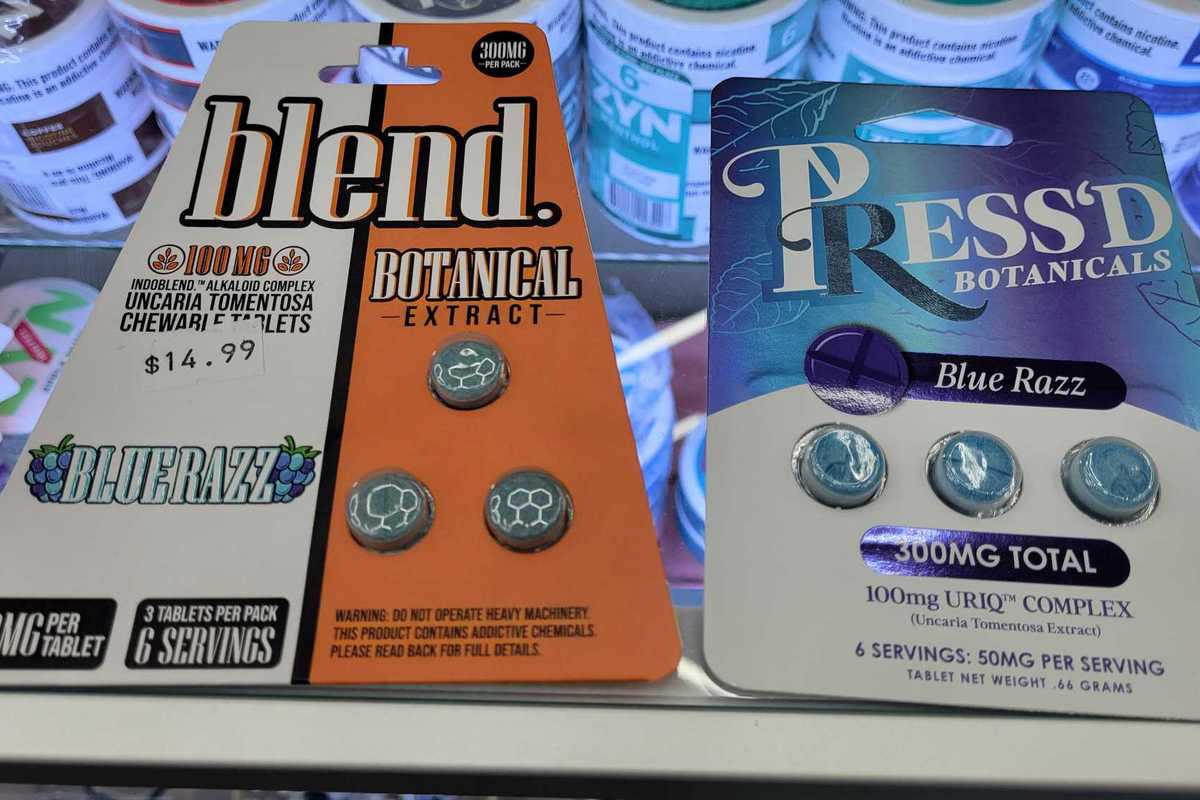 This product contains nicotine.
is an addictive chemical.
COFFEE
6
ZYN
300MG
PER PACK
blend.
100 MG
INDOBLEND.™ ALKALOID COMPLEX
UNCARIA TOMENTOSA
CHEWABLE TABLETS
$14.99
BOTANICAL
EXTRACT
BLUE RAZZ
MG PER
TABLET
3 TABLETS PER PACK
6 SERVINGS
WARNING: DO NOT OPERATE HEAVY MACHINERY.
THIS PRODUCT CONTAINS ADDICTIVE CHEMICALS.
PLEASE READ BACK FOR FULL DETAILS.
PRESS'D
BOTANICALS
Blue Razz
300MG TOTAL
100mg URIQ™ COMPLEX
(Uncaria Tomentosa Extract)
6 SERVINGS: 50MG PER SERVING
TABLET NET WEIGHT .66 GRAMS